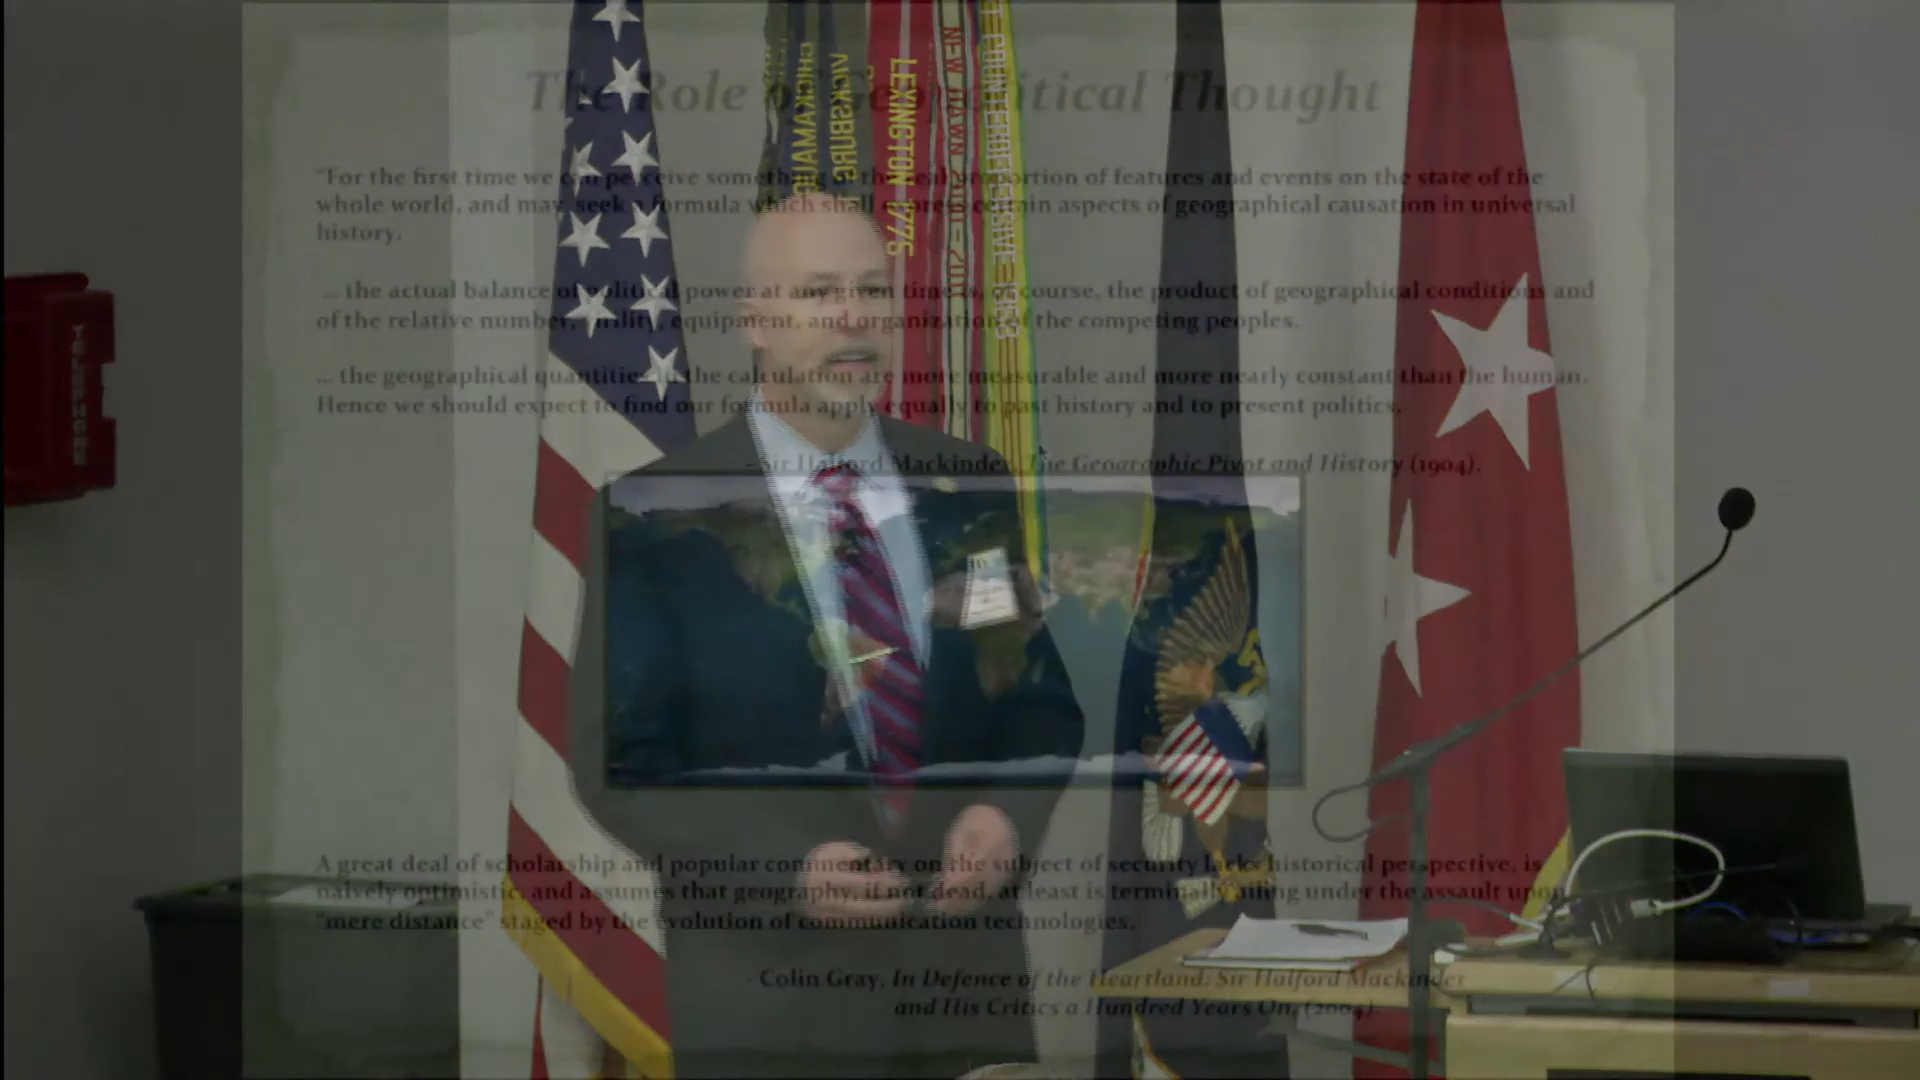 The Role of Geopolitical Thought
"For the first time we can perceive something of the real proportion of features and events on the state of the
whole world, and may seek a formula which shall express certain aspects of geographical causation in universal
history.
... the actual balance of political power at any given time is, of course, the product of geographical conditions and
of the relative number, virility, equipment, and organization of the competing peoples.
... the geographical quantities in the calculation are more measurable and more nearly constant than the human.
Hence we should expect to find our formula apply equally to past history and to present politics.
- Sir Halford Mackinder, The Geographic Pivot and History (1904).
A great deal of scholarship and popular commentary on the subject of security lacks historical perspective, is
naively optimistic, and assumes that geography, if not dead, at least is terminally ailing under the assault upon
"mere distance" staged by the evolution of communication technologies.
- Colin Gray, In Defence of the Heartland: Sir Halford Mackinder
and His Critics a Hundred Years On, (2004).
CHICKAMAUGA
VICKSBURG
LEXINGTON 1775
NEW DAWN 2010-2011
COUNTEROFFENSIVE
TELEPHONE